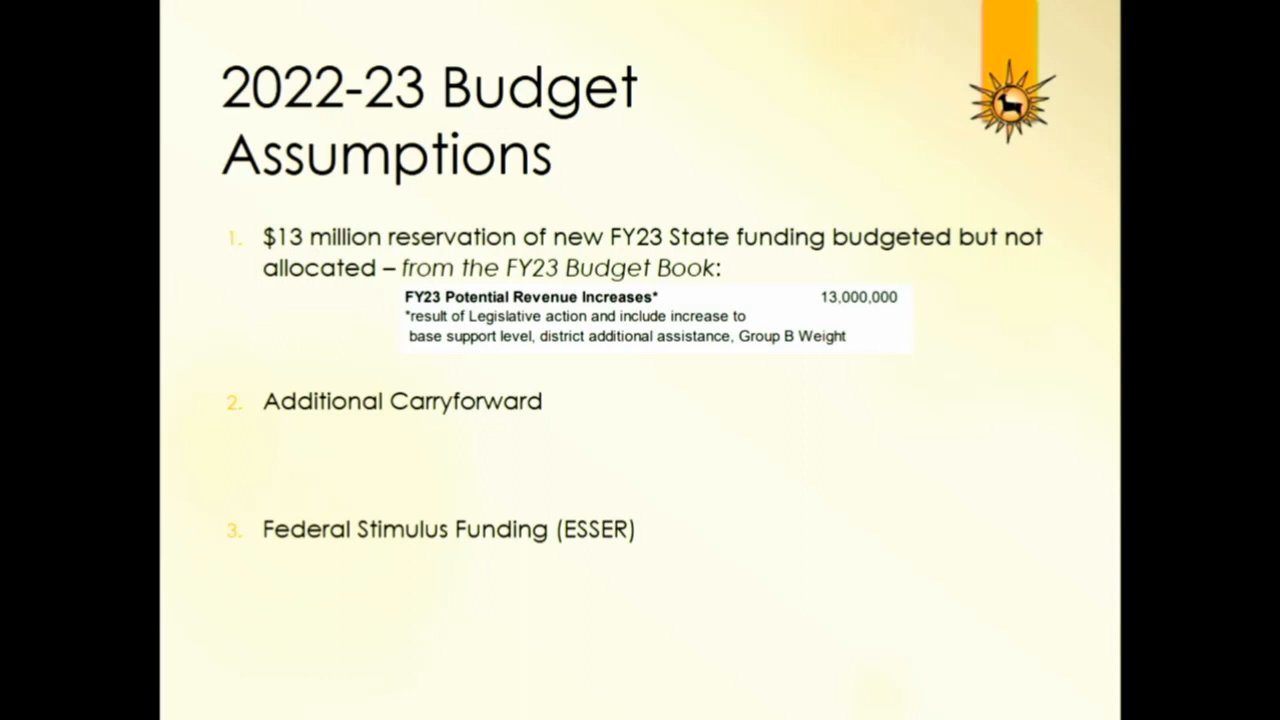 2022-23 Budget
Assumptions
1. $13 million reservation of new FY23 State funding budgeted but not
allocated – from the FY23 Budget Book:
FY23 Potential Revenue Increases* 13,000,000
*result of Legislative action and include increase to
base support level, district additional assistance, Group B Weight
2. Additional Carryforward
3. Federal Stimulus Funding (ESSER)